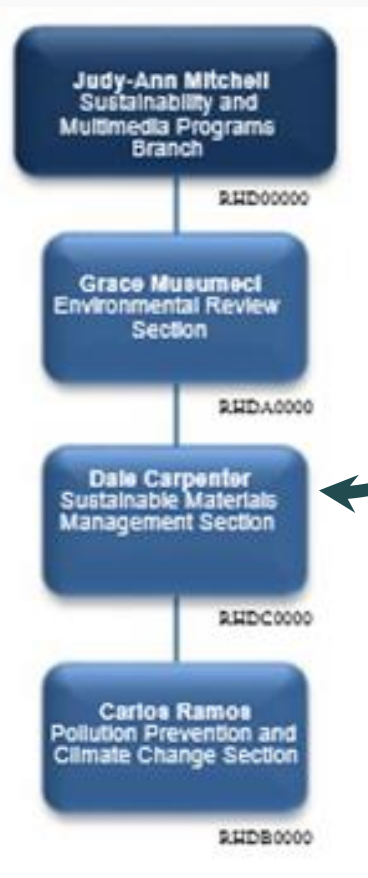 Judy-Ann Mitchell
Sustainability and
Multimedia Programs
Branch
RHD00000
Grace Musumeci
Environmental Review
Section
RHDA0000
Dale Carpenter
Sustainable Materials
Management Section
RHDC0000
Carlos Ramos
Pollution Prevention and
Climate Change Section
RHDB0000